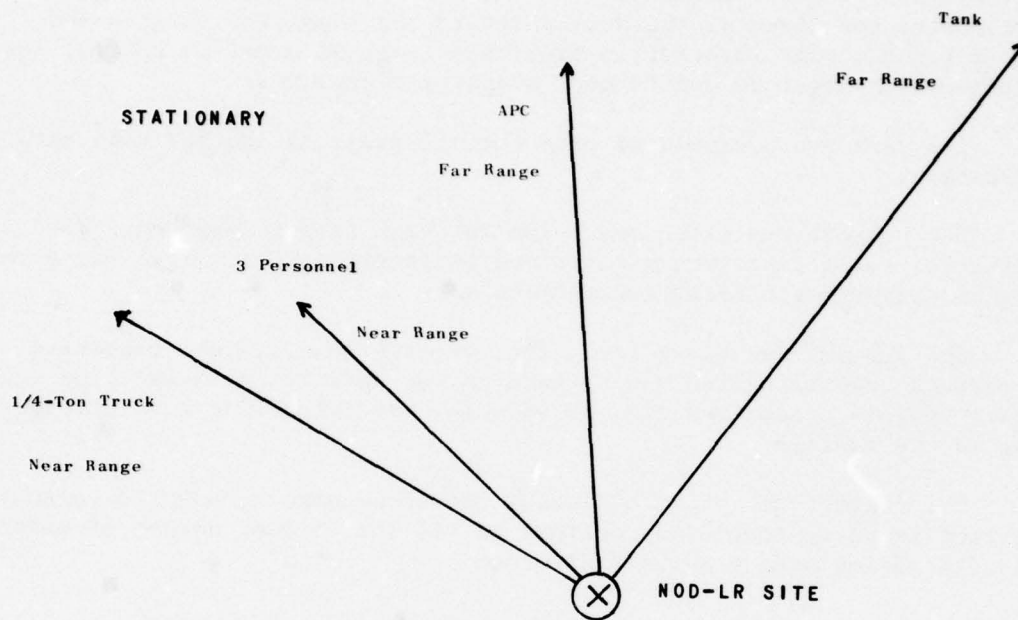 Tank
Far Range
STATIONARY
APC
Far Range
3 Personnel
Near Range
1/4-Ton Truck
Near Range
NOD-LR SITE